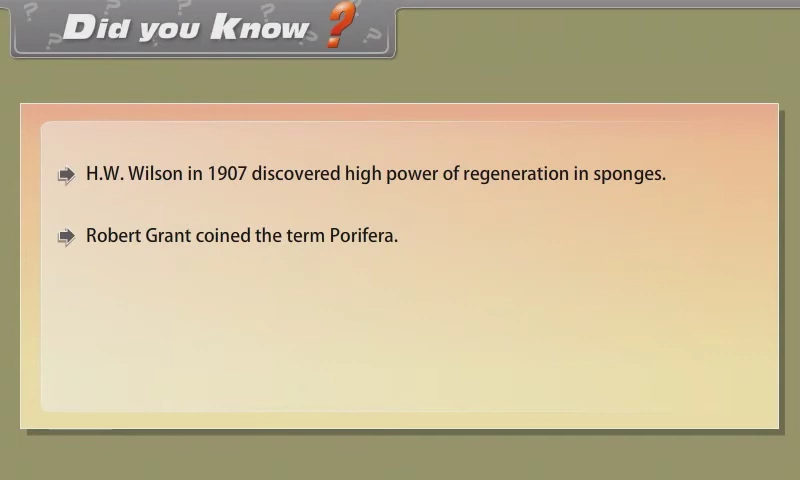 Did you Know?
H.W. Wilson in 1907 discovered high power of regeneration in sponges.
Robert Grant coined the term Porifera.